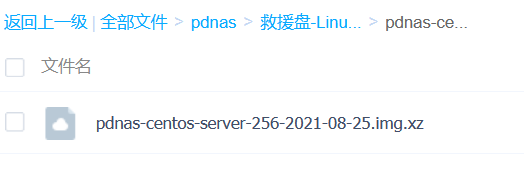 返回上一级 | 全部文件 > pdnas > 救援盘-Linu... > pdnas-ce...
文件名
pdnas-centos-server-256-2021-08-25.img.xz